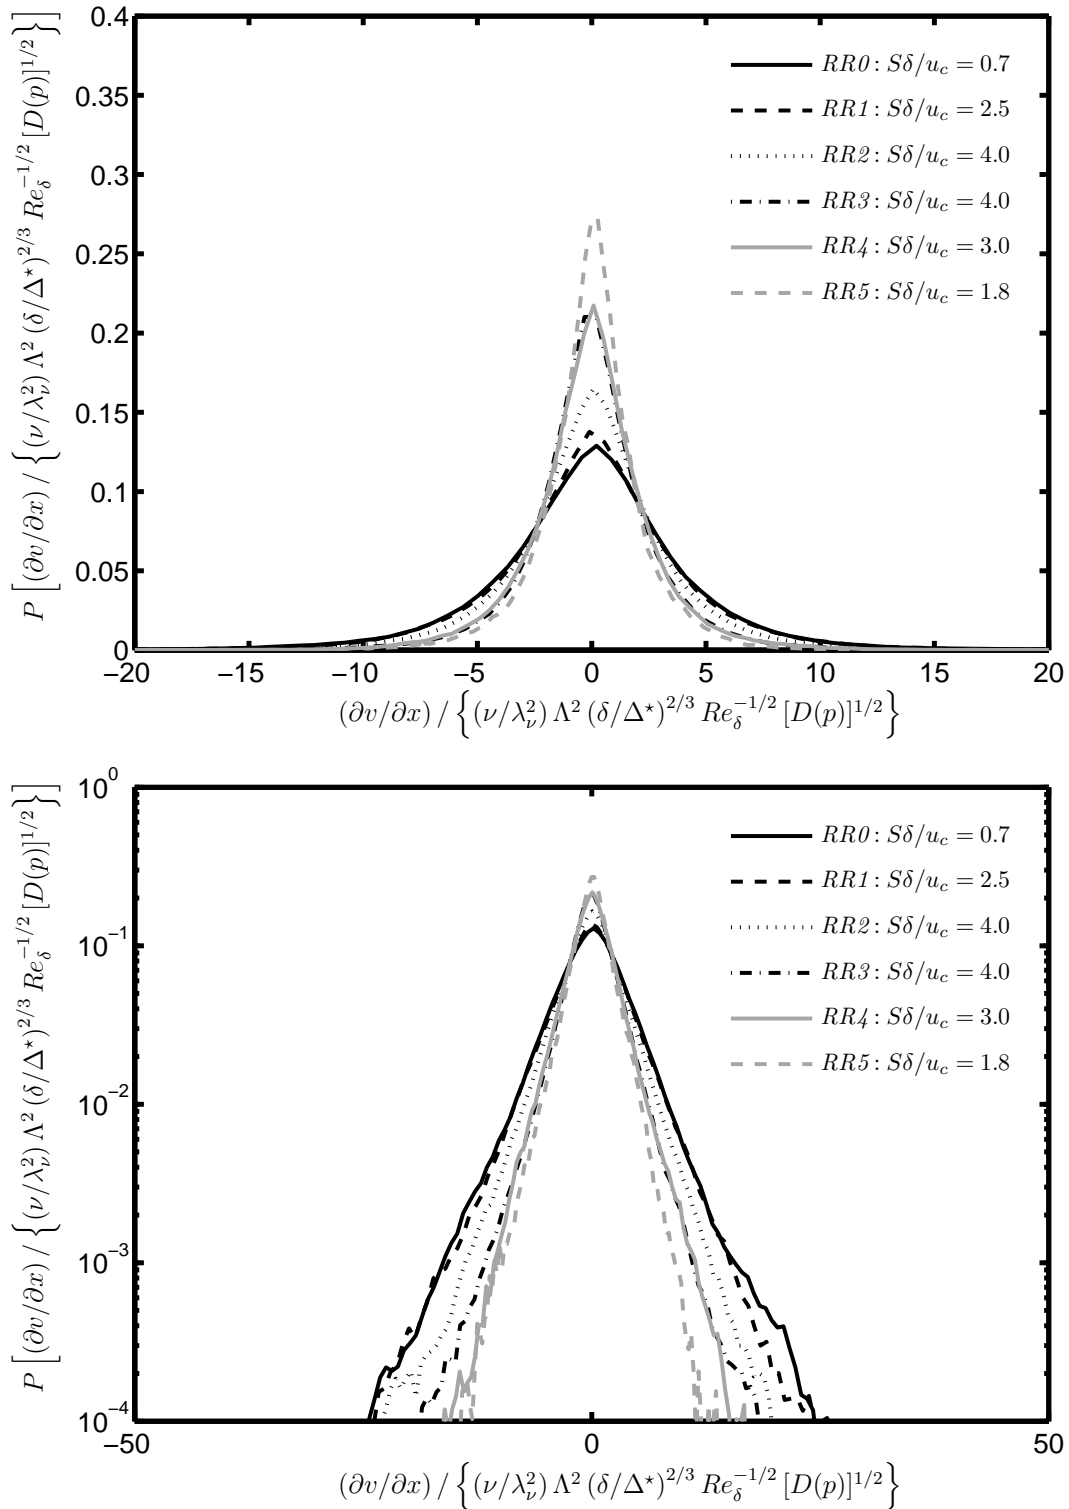 P [(∂v/∂x) / {(ν/λ_ν^2) Λ^2 (δ/Δ⋆)^{2/3} Re_δ^{−1/2} [D(p)]^{1/2}}]
0.4
0.35
0.3
0.25
0.2
0.15
0.1
0.05
0
RR0: Sδ/u_c = 0.7
RR1: Sδ/u_c = 2.5
RR2: Sδ/u_c = 4.0
RR3: Sδ/u_c = 4.0
RR4: Sδ/u_c = 3.0
RR5: Sδ/u_c = 1.8
−20 −15 −10 −5 0 5 10 15 20
(∂v/∂x) / {(ν/λ_ν^2) Λ^2 (δ/Δ⋆)^{2/3} Re_δ^{−1/2} [D(p)]^{1/2}}
P [(∂v/∂x) / {(ν/λ_ν^2) Λ^2 (δ/Δ⋆)^{2/3} Re_δ^{−1/2} [D(p)]^{1/2}}]
10^0
10^{−1}
10^{−2}
10^{−3}
10^{−4}
RR0: Sδ/u_c = 0.7
RR1: Sδ/u_c = 2.5
RR2: Sδ/u_c = 4.0
RR3: Sδ/u_c = 4.0
RR4: Sδ/u_c = 3.0
RR5: Sδ/u_c = 1.8
−50 0 50
(∂v/∂x) / {(ν/λ_ν^2) Λ^2 (δ/Δ⋆)^{2/3} Re_δ^{−1/2} [D(p)]^{1/2}}